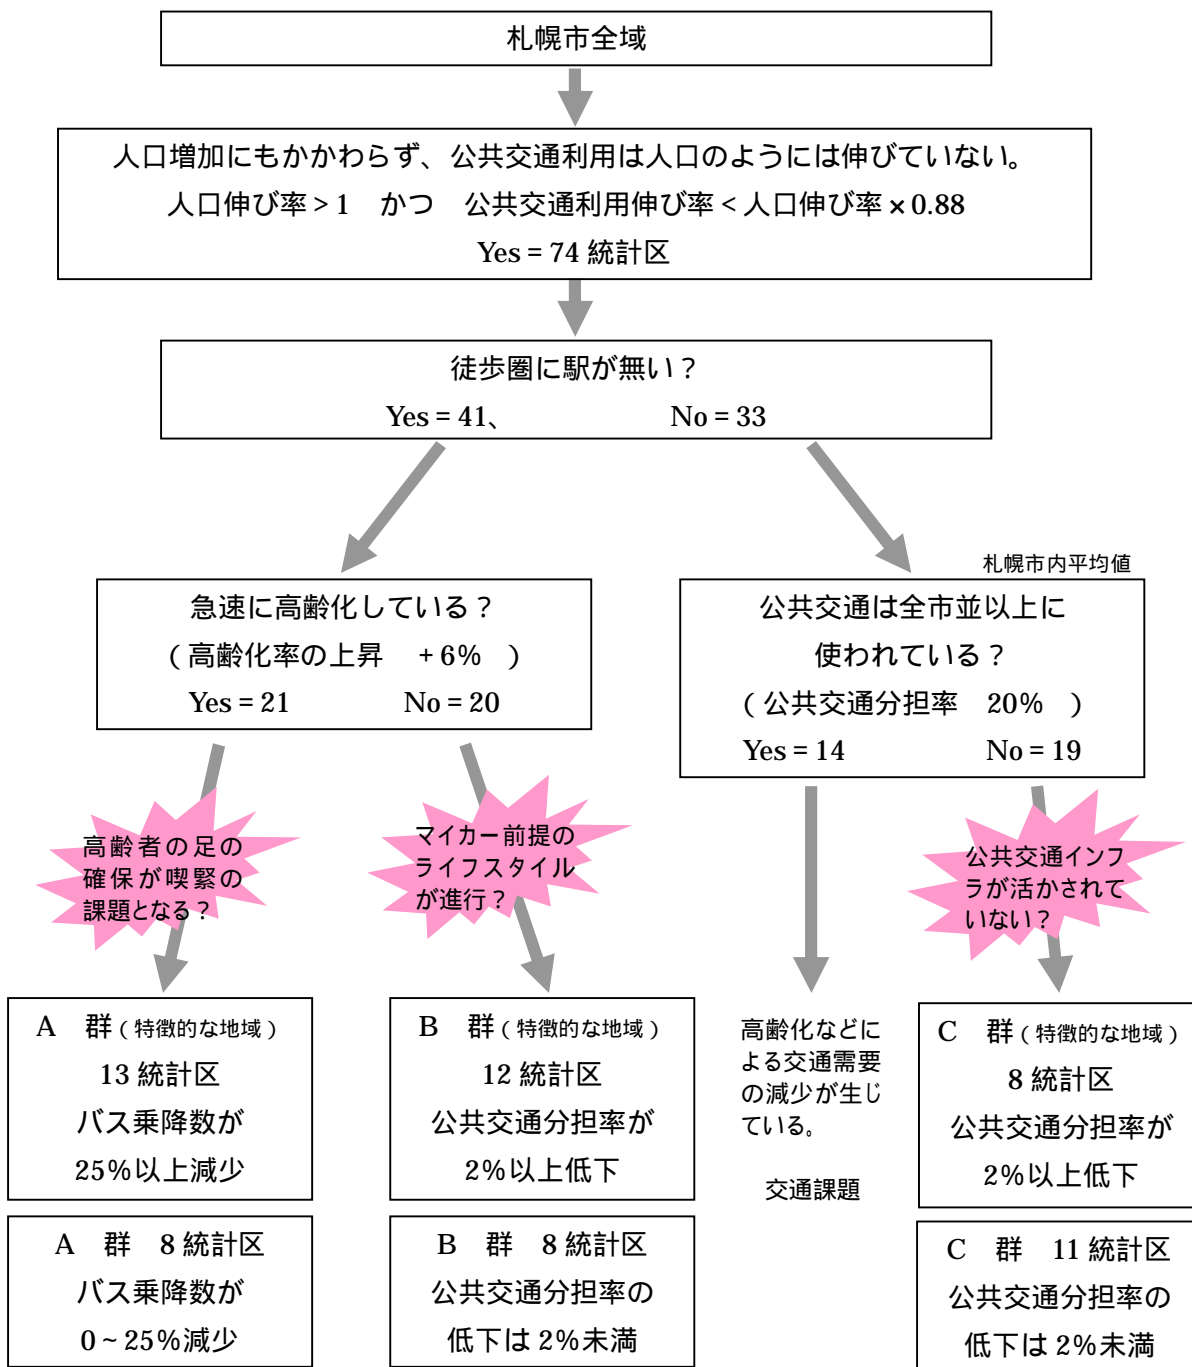 札幌市全域
人口増加にもかかわらず、公共交通利用は人口のようには伸びていない。
人口伸び率>1　かつ　公共交通利用伸び率<人口伸び率×0.88
Yes = 74 統計区
徒歩圏に駅が無い？
Yes = 41、　No = 33
急速に高齢化している？
（高齢化率の上昇　+6%　）
Yes = 21　No = 20
札幌市内平均値
公共交通は全市並以上に
使われている？
（公共交通分担率　20%　）
Yes = 14　No = 19
高齢者の足の
確保が喫緊の
課題となる？
マイカー前提の
ライフスタイル
が進行？
公共交通インフ
ラが活かされて
いない？
A　群（特徴的な地域）
13 統計区
バス乗降数が
25%以上減少
B　群（特徴的な地域）
12 統計区
公共交通分担率が
2%以上低下
高齢化などに
よる交通需要
の減少が生じ
ている。
交通課題
C　群（特徴的な地域）
8 統計区
公共交通分担率が
2%以上低下
A　群　8 統計区
バス乗降数が
0~25%減少
B　群　8 統計区
公共交通分担率の
低下は 2%未満
C　群　11 統計区
公共交通分担率の
低下は 2%未満